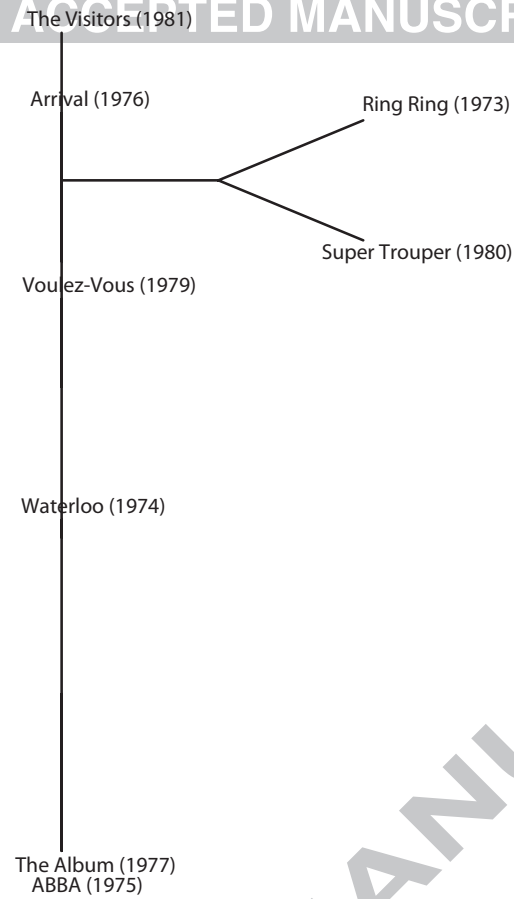 ACCEPTED MANUSCR
The Visitors (1981)
Arrival (1976)
Ring Ring (1973)
Super Trouper (1980)
Voulez-Vous (1979)
Waterloo (1974)
ANU
The Album (1977)
ABBA (1975)